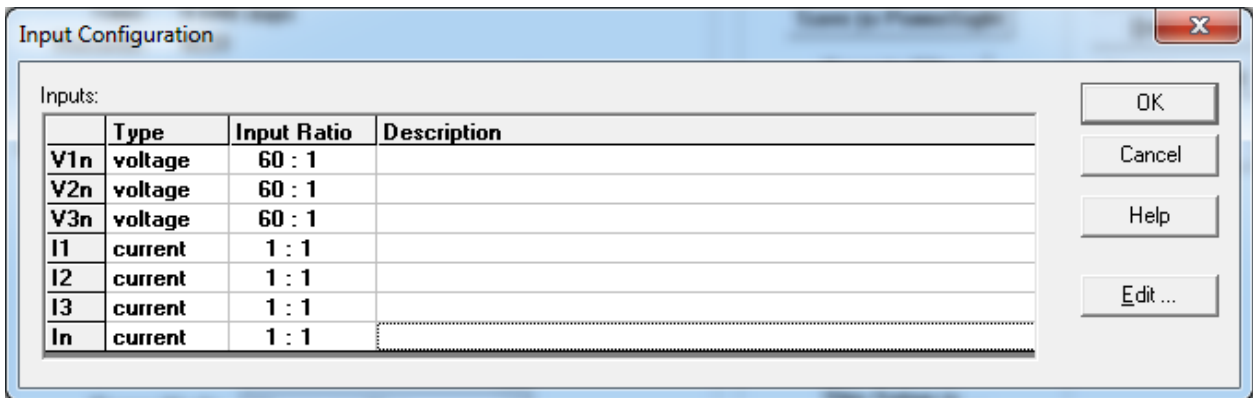 Input Configuration
Inputs:
Type Input Ratio Description
V1n voltage 60 : 1
V2n voltage 60 : 1
V3n voltage 60 : 1
I1 current 1 : 1
I2 current 1 : 1
I3 current 1 : 1
In current 1 : 1
OK
Cancel
Help
Edit ...